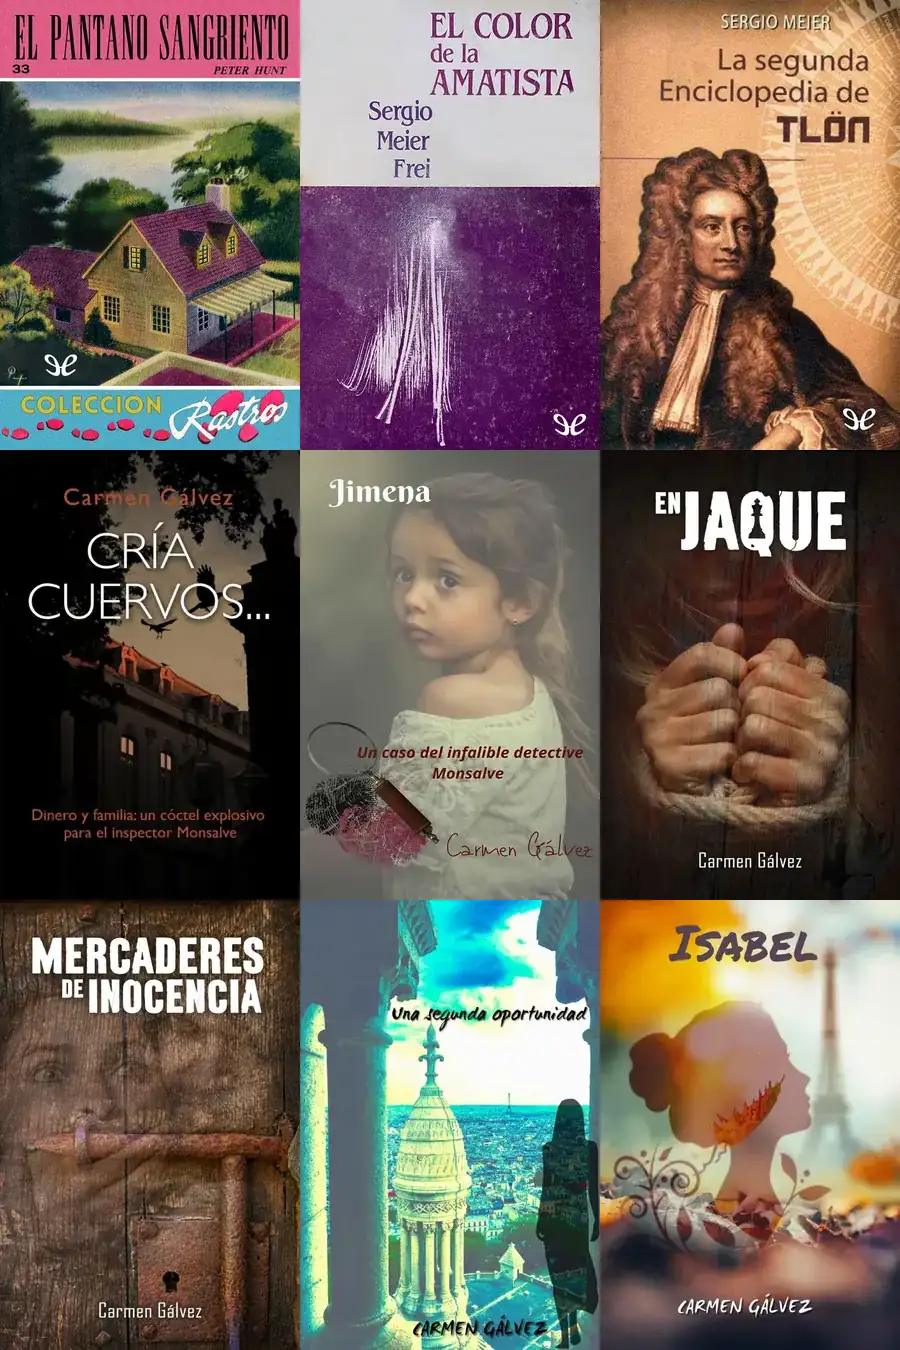 EL PANTANO SANGRIENTO
33
PETER HUNT
COLECCION
Rastros
EL COLOR
de la
AMATISTA
Sergio
Meier
Frei
SERGIO MEIER
La segunda
Enciclopedia de
TLÖN
Carmen Gálvez
CRÍA
CUERVOS...
Dinero y familia: un cóctel explosivo
para el inspector Monsalve
Jimena
Un caso del infalible detective
Monsalve
Carmen Gálvez
EN
JAQUE
Carmen Gálvez
MERCADERES
DE INOCENCIA
Carmen Gálvez
Una segunda oportunidad
CARMEN GÁLVEZ
ISABEL
CARMEN GÁLVEZ